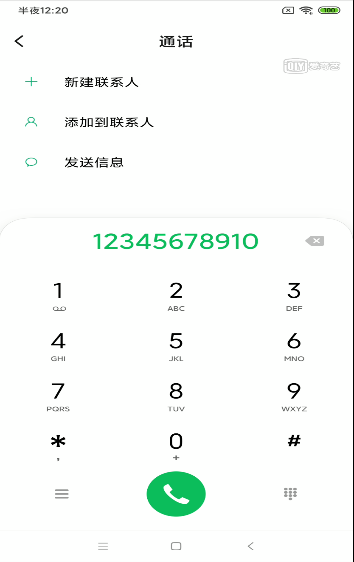 半夜12:20
100
通话
QIY 爱奇艺
新建联系人
添加到联系人
发送信息
12345678910
1 2 3
ABC DEF
4 5 6
GHI JKL MNO
7 8 9
PQRS TUV WXYZ
* 0 #
, +